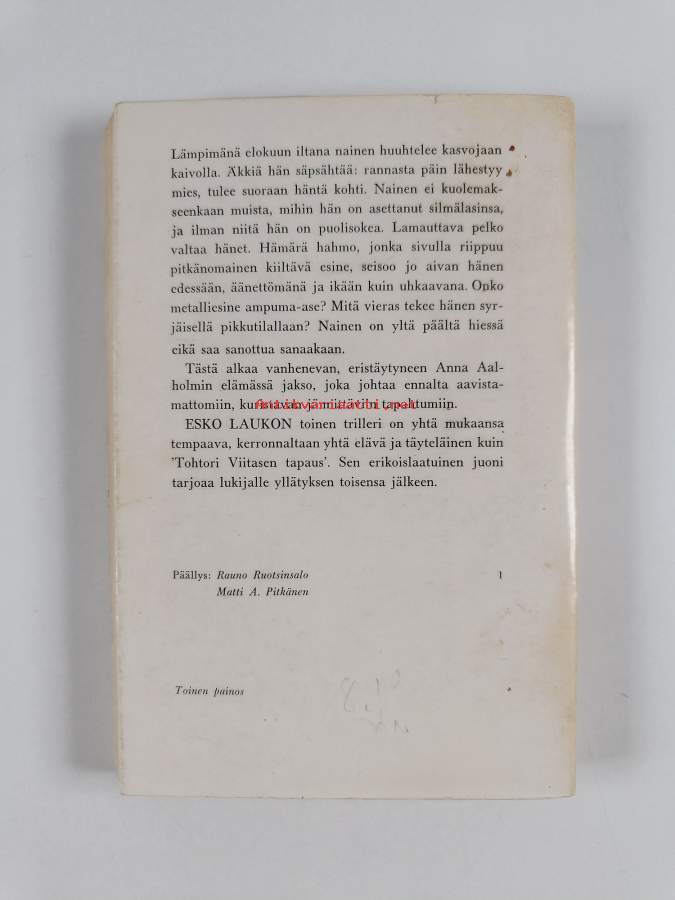 Lämpimänä elokuun iltana nainen huuhtelee kasvojaan
kaivolla. Äkkiä hän säpsähtää: rannasta päin lähestyy
mies, tulee suoraan häntä kohti. Nainen ei kuolemak-
seenkaan muista, mihin hän on asettanut silmälasinsa,
ja ilman niitä hän on puolisokea. Lamauttava pelko
valtaa hänet. Hämärä hahmo, jonka sivulla riippuu
pitkänomainen kiiltävä esine, seisoo jo aivan hänen
edessään, äänettömänä ja ikään kuin uhkaavana. Onko
metalliesine ampuma-ase? Mitä vieras tekee hänen syr-
jäisellä pikkutilallaan? Nainen on yltä päältä hiessä
eikä saa sanottua sanaakaan.
Tästä alkaa vanhenevan, eristäytyneen Anna Aal-
holmin elämässä jakso, joka johtaa ennalta aavista-
mattomiin, tapahtumiin.
antikvariaatti.net
ESKO LAUKON toinen trilleri on yhtä mukaansa
tempaava, kerronnaltaan yhtä elävä ja täyteläinen kuin
'Tohtori Viitasen tapaus'. Sen erikoislaatuinen juoni
tarjoaa lukijalle yllätyksen toisensa jälkeen.
Päällys: Rauno Ruotsinsalo 1
Matti A. Pitkänen
Toinen painos